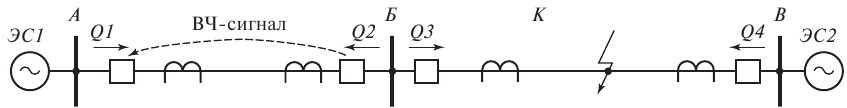 А Б К В
ЭС1 Q1 ВЧ-сигнал Q2 Q3 Q4 ЭС2